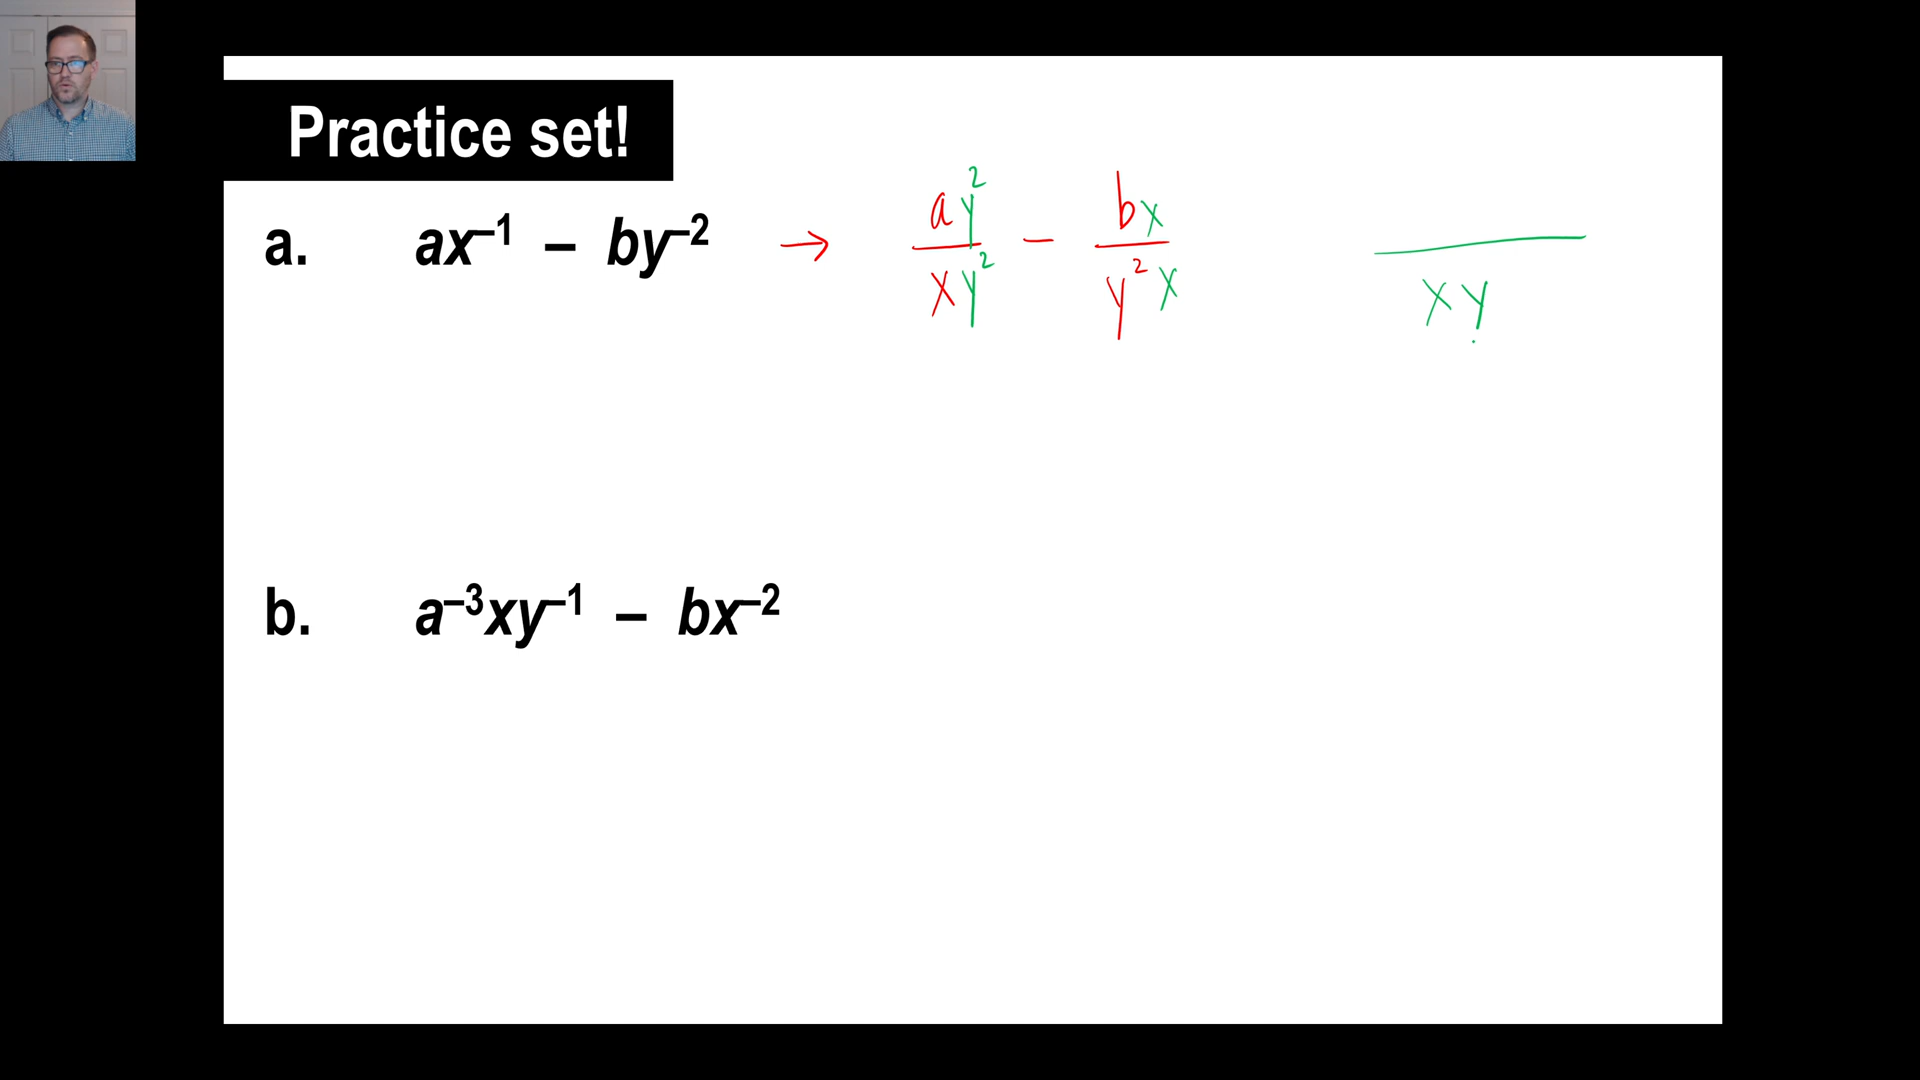 Practice set!
a. ax⁻¹ – by⁻² → ay²/xy² - bx/y²x /xy
b. a⁻³xy⁻¹ – bx⁻²